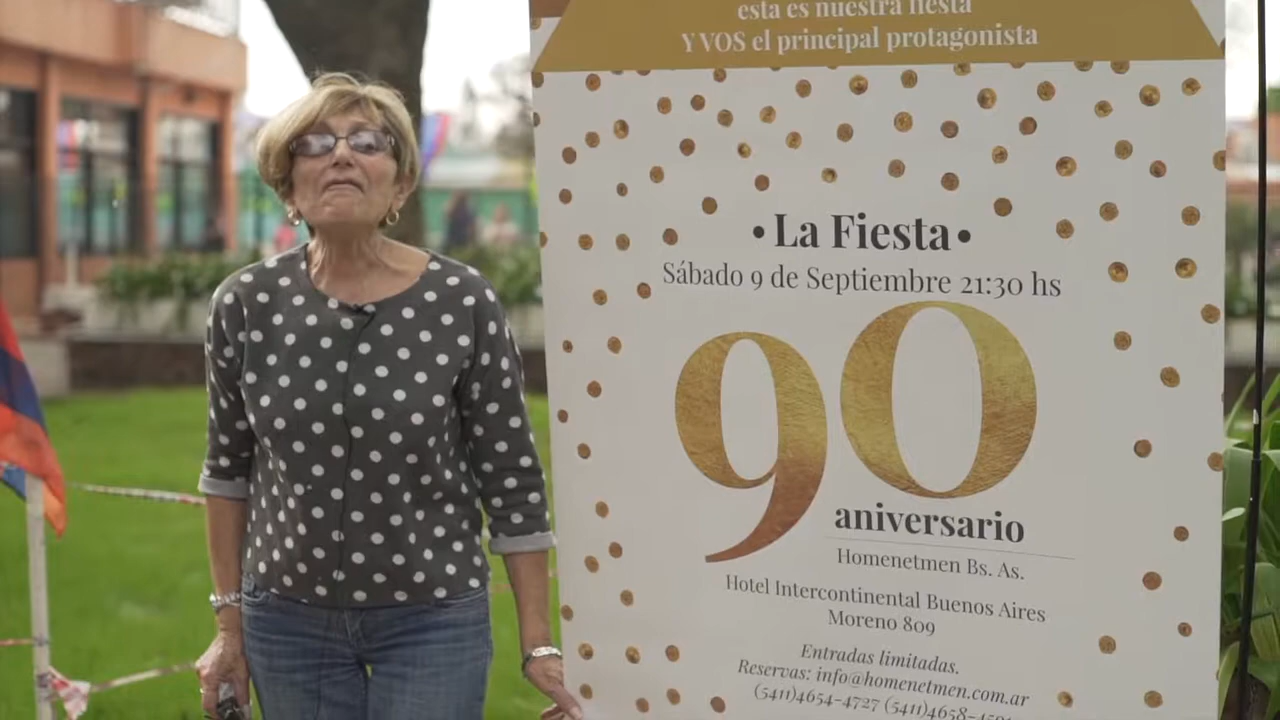 esta es nuestra fiesta
Y VOS el principal protagonista
• La Fiesta •
Sábado 9 de Septiembre 21:30 hs
90
aniversario
Homenetmen Bs. As.
Hotel Intercontinental Buenos Aires
Moreno 809
Entradas limitadas.
Reservas: info@homenetmen.com.ar
(5411)4654-4727